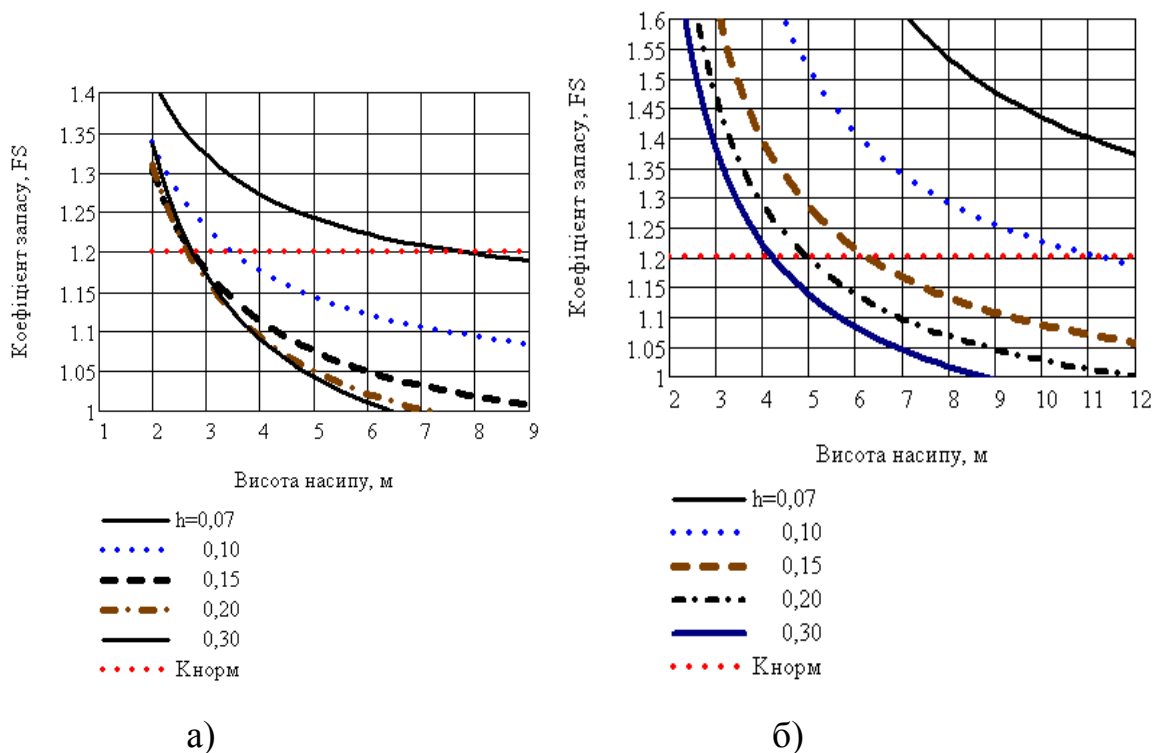 Коефіцієнт запасу, FS
1.4
1.35
1.3
1.25
1.2
1.15
1.1
1.05
1
1 2 3 4 5 6 7 8 9
Висота насипу, м
h=0,07
0,10
0,15
0,20
0,30
Кнорм
а)
Коефіцієнт запасу, FS
1.6
1.55
1.5
1.45
1.4
1.35
1.3
1.25
1.2
1.15
1.1
1.05
1
2 3 4 5 6 7 8 9 10 11 12
Висота насипу, м
h=0,07
0,10
0,15
0,20
0,30
Кнорм
б)